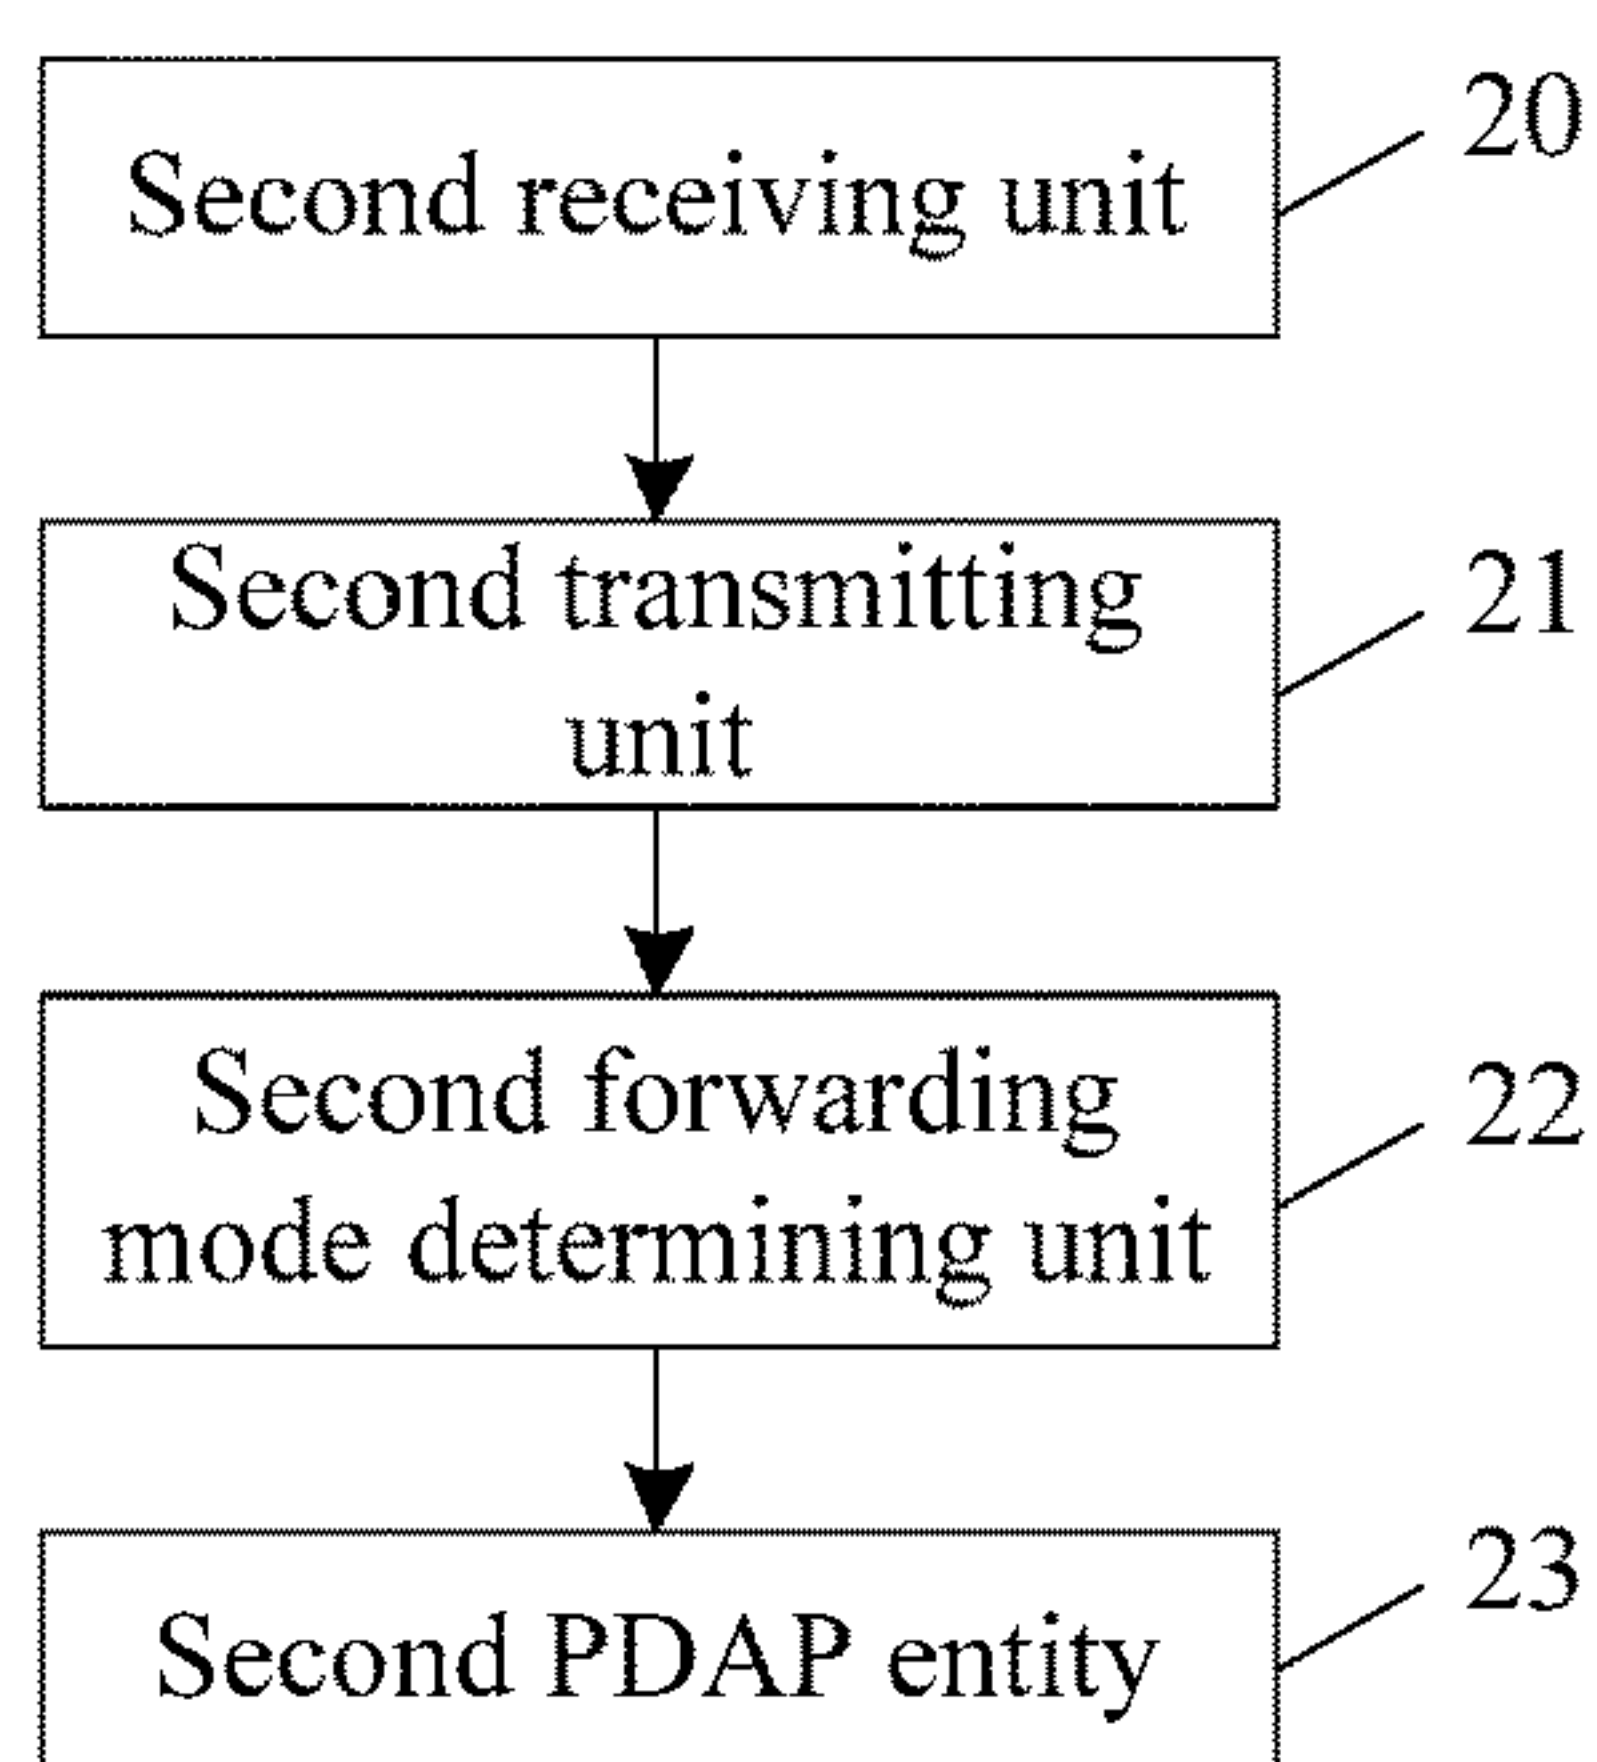 Second receiving unit
20
Second transmitting
unit
21
Second forwarding
mode determining unit
22
Second PDAP entity
23